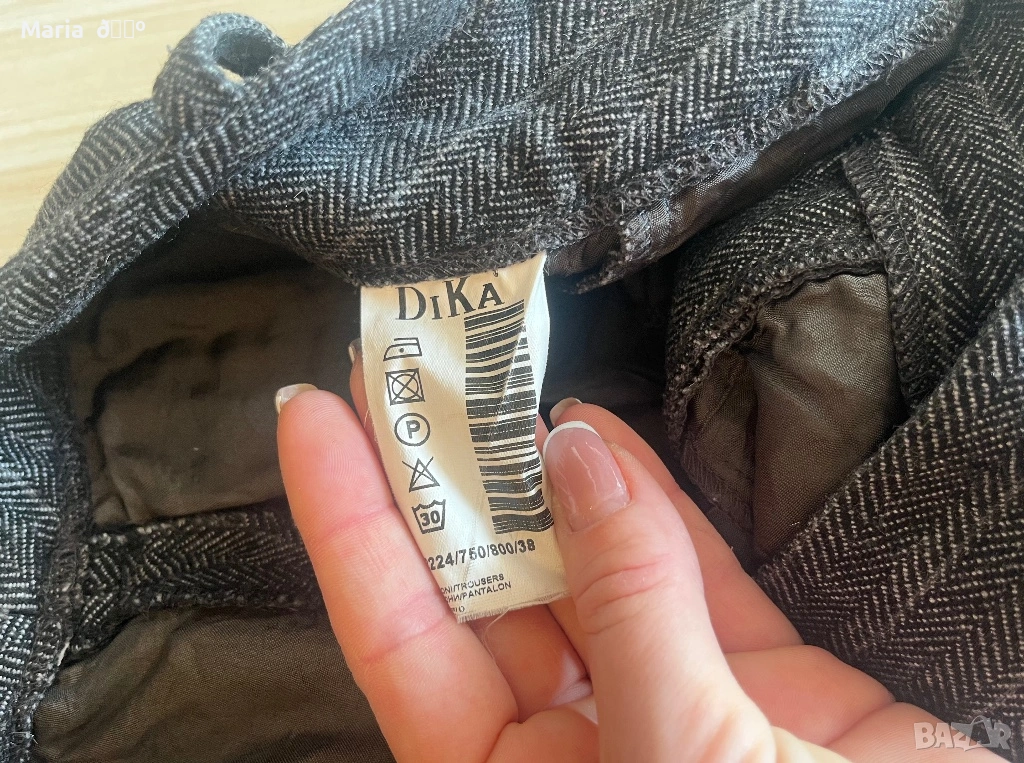 Maria ð□□°
DIKA
P
30
224/750/800/38
/TROUSERS
/PANTALON
BAZAR